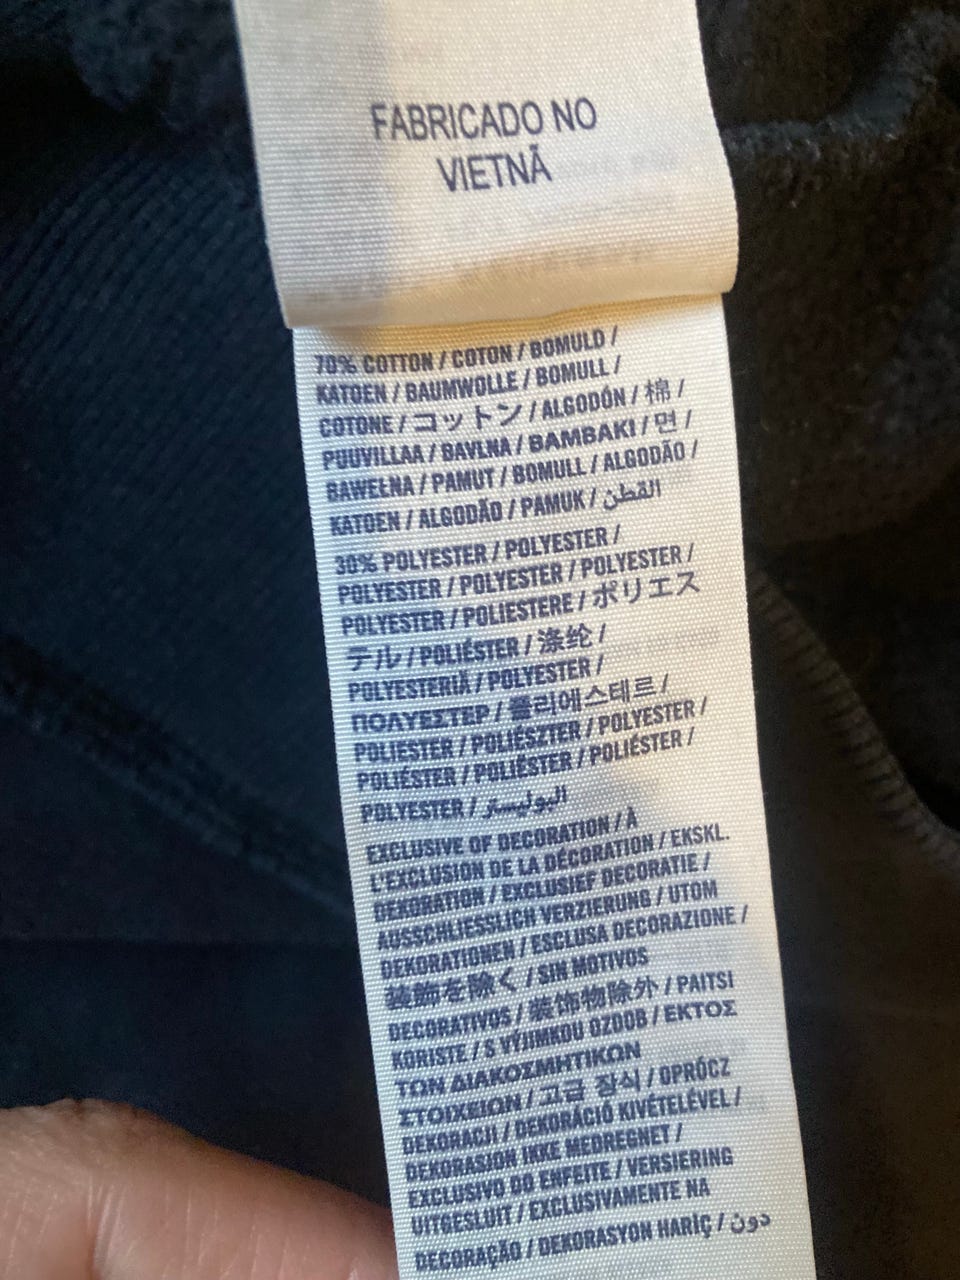 FABRICADO NO
VIETNÃ
70% COTTON / COTON / BOMULD /
KATOEN / BAUMWOLLE / BOMULL /
COTONE / コットン / ALGODÓN / 棉 /
PUUVILLAA / BAVLNA / BAMBAKI / 면 /
BAWEŁNA / PAMUT / BOMULL / ALGODÃO /
KATOEN / ALGODÃO / PAMUK / القطن
30% POLYESTER / POLYESTER /
POLYESTER / POLYESTER / POLYESTER /
POLYESTER / POLIESTERE / ポリエス
テル / POLIÉSTER / 涤纶 /
POLYESTERIÄ / POLYESTER /
ΠΟΛΥΕΣΤΕΡ / 폴리에스테르 /
POLIESTER / POLIÉSZTER / POLYESTER /
POLIÉSTER / POLIËSTER / POLIÉSTER /
POLYESTER / البوليستر
EXCLUSIVE OF DECORATION / À
L'EXCLUSION DE LA DÉCORATION / EKSKL.
DEKORATION / EXCLUSIEF DECORATIE /
AUSSCHLIESSLICH VERZIERUNG / UTOM
DEKORATIONEN / ESCLUSA DECORAZIONE /
装飾を除く / SIN MOTIVOS
DECORATIVOS / 装饰物除外 / PAITSI
KORISTE / S VÝJIMKOU OZDOB / ΕΚΤΟΣ
ΤΩΝ ΔΙΑΚΟΣΜΗΤΙΚΩΝ
ΣΤΟΙΧΕΙΩΝ / 고급 장식 / OPRÓCZ
DEKORACJI / DEKORÁCIÓ KIVÉTELÉVEL /
DEKORASJON IKKE MEDREGNET /
EXCLUSIVO DO ENFEITE / VERSIERING
UITGESLUIT / EXCLUSIVAMENTE NA
DECORAÇÃO / DEKORASYON HARİÇ / دون